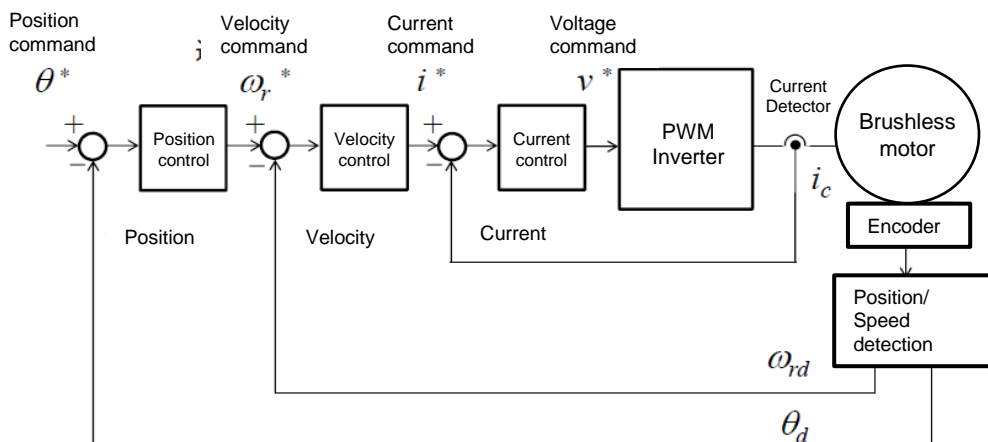 Position
command
θ *
Velocity
command
ω_r *
Current
command
i *
Voltage
command
v *
Current
Detector
Brushless
motor
PWM
Inverter
Position
control
Velocity
control
Current
control
+
−
+
−
+
−
i_c
Encoder
Position
Velocity
Current
Position/
Speed
detection
ω_rd
θ_d